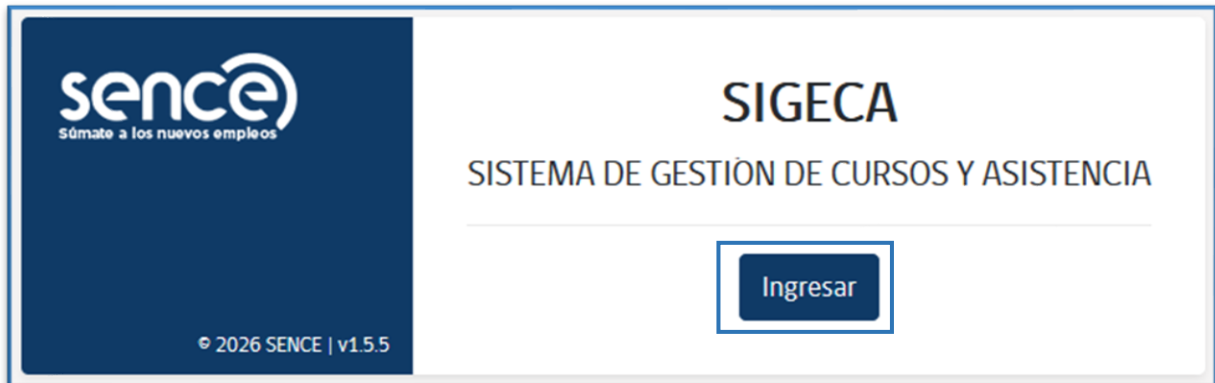 sence
Súmate a los nuevos empleos
© 2026 SENCE | v1.5.5
SIGECA
SISTEMA DE GESTIÓN DE CURSOS Y ASISTENCIA
Ingresar